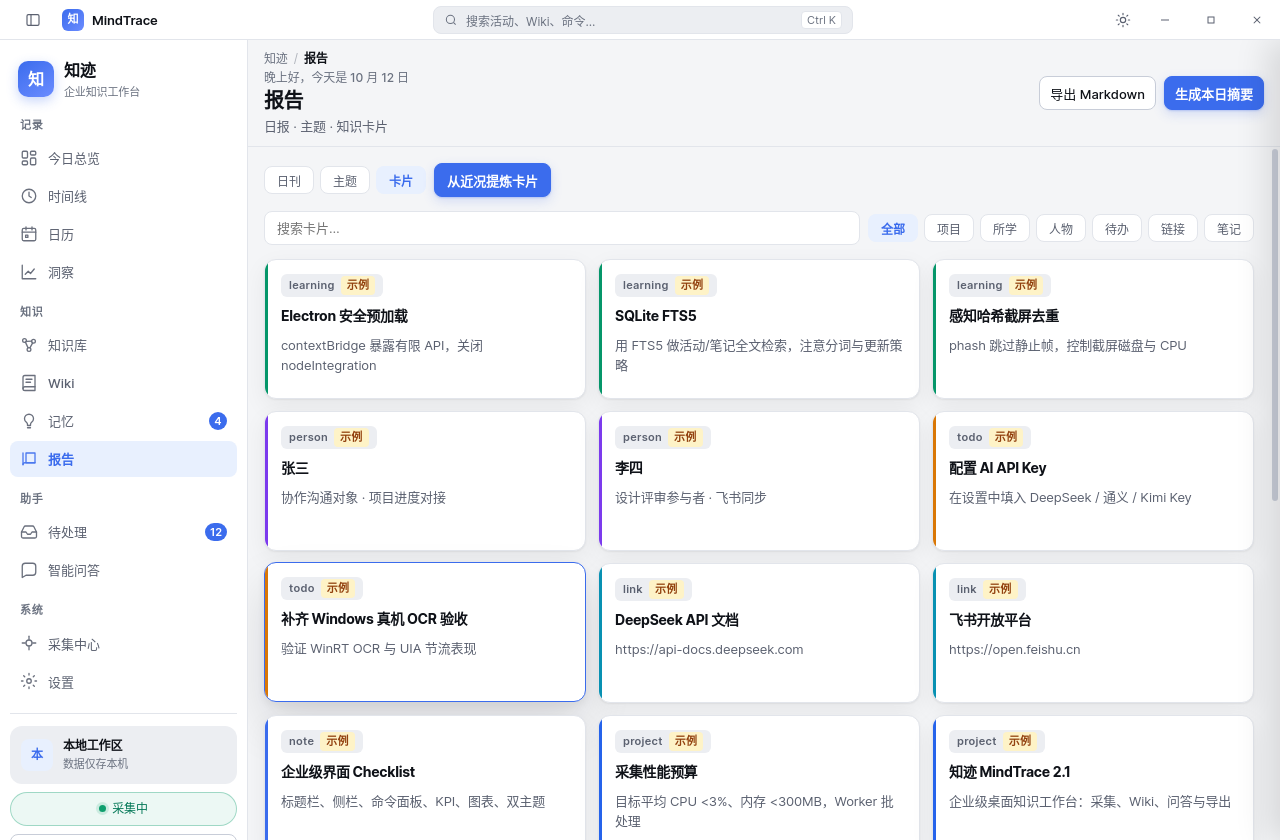 知 MindTrace
搜索活动、Wiki、命令... Ctrl K
知 知迹
企业知识工作台
记录
今日总览
时间线
日历
洞察
知识
知识库
Wiki
记忆 4
报告
助手
待处理 12
智能问答
系统
采集中心
设置
本 本地工作区
数据仅存本机
采集中
知迹 / 报告
晚上好，今天是 10 月 12 日
报告
日报 · 主题 · 知识卡片
导出 Markdown 生成本日摘要
日刊 主题 卡片 从近况提炼卡片
搜索卡片... 全部 项目 所学 人物 待办 链接 笔记
learning 示例
Electron 安全预加载
contextBridge 暴露有限 API，关闭
nodeIntegration
learning 示例
SQLite FTS5
用 FTS5 做活动/笔记全文检索，注意分词与更新策
略
learning 示例
感知哈希截屏去重
phash 跳过静止帧，控制截屏磁盘与 CPU
person 示例
张三
协作沟通对象 · 项目进度对接
person 示例
李四
设计评审参与者 · 飞书同步
todo 示例
配置 AI API Key
在设置中填入 DeepSeek / 通义 / Kimi Key
todo 示例
补齐 Windows 真机 OCR 验收
验证 WinRT OCR 与 UIA 节流表现
link 示例
DeepSeek API 文档
https://api-docs.deepseek.com
link 示例
飞书开放平台
https://open.feishu.cn
note 示例
企业级界面 Checklist
标题栏、侧栏、命令面板、KPI、图表、双主题
project 示例
采集性能预算
目标平均 CPU <3%、内存 <300MB，Worker 批
处理
project 示例
知迹 MindTrace 2.1
企业级桌面知识工作台：采集、Wiki、问答与导出